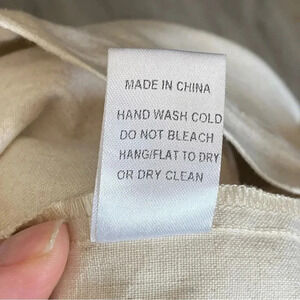 MADE IN CHINA
HAND WASH COLD
DO NOT BLEACH
HANG/FLAT TO DRY
OR DRY CLEAN